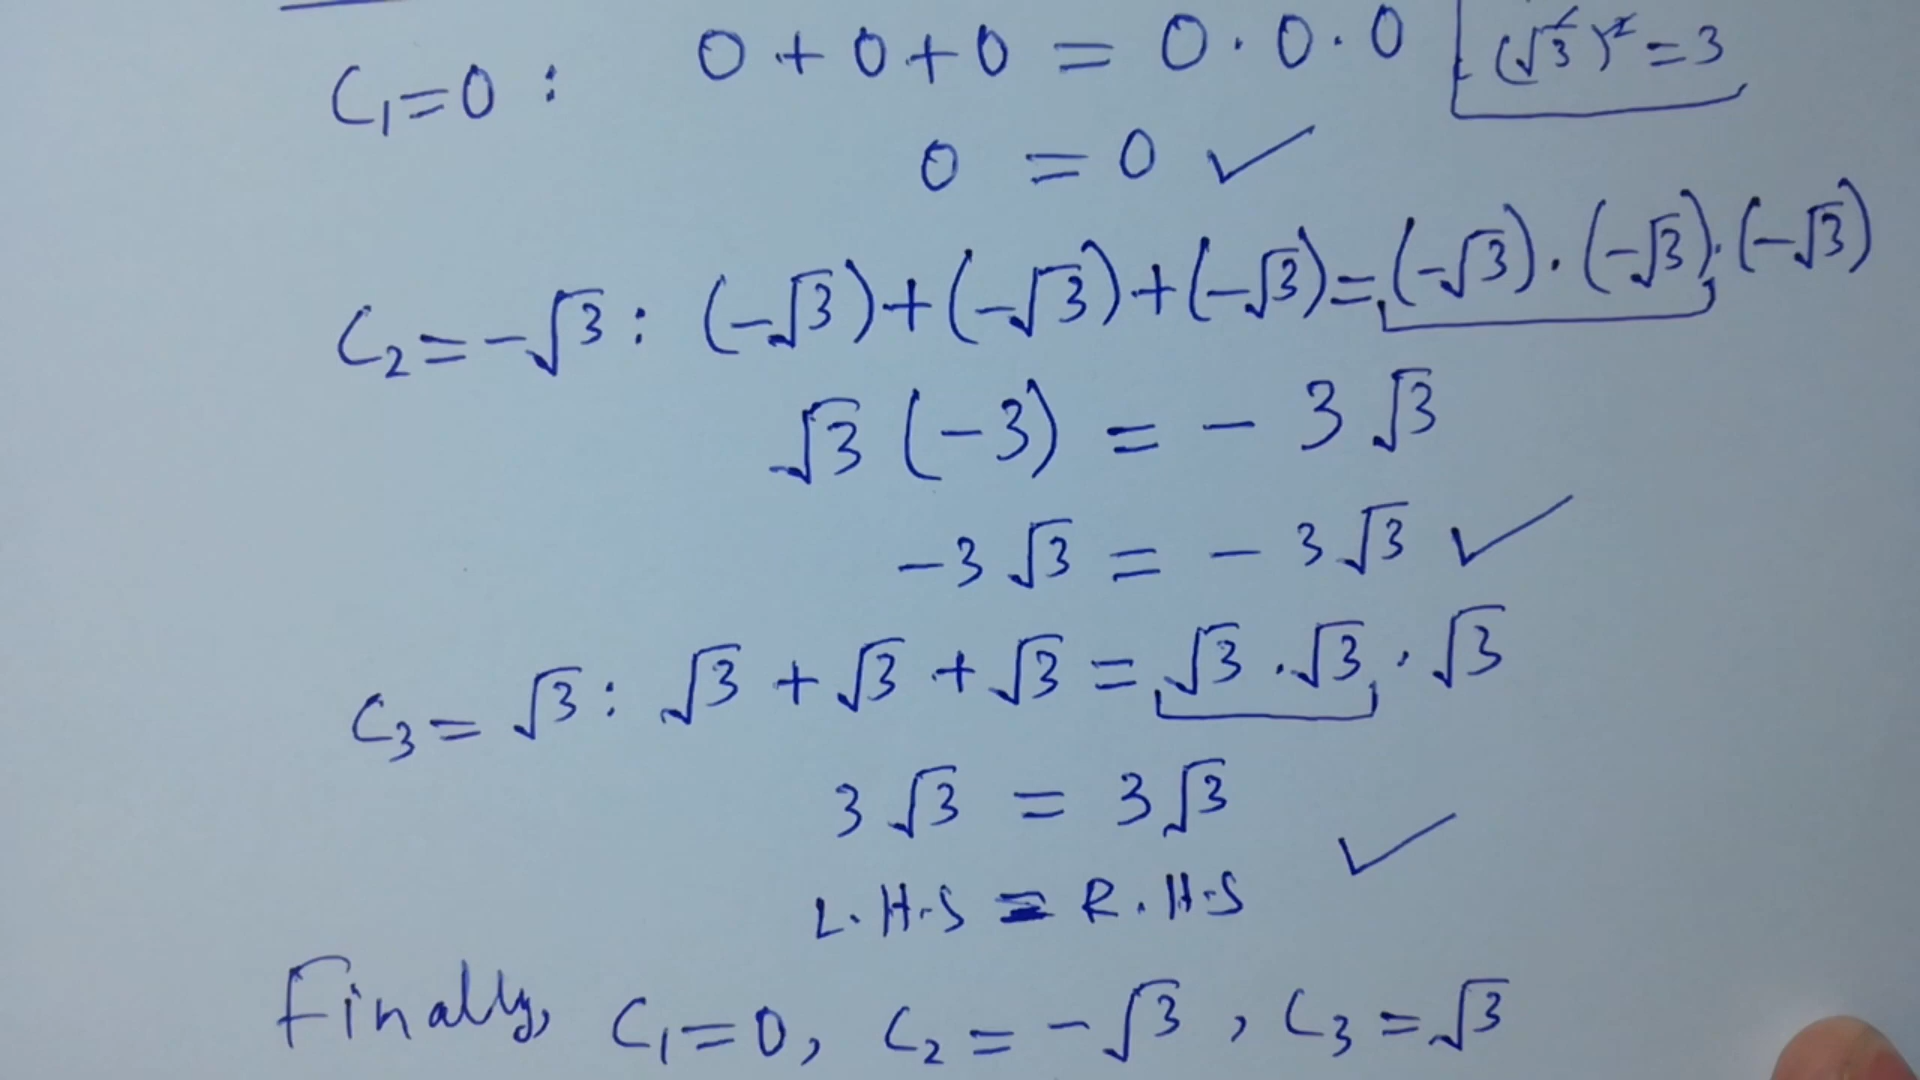 C₁=0 : 0 + 0 + 0 = 0 · 0 · 0
(√3)² = 3
0 = 0 ✓
C₂ = -√3 : (-√3) + (-√3) + (-√3) = (-√3) · (-√3) · (-√3)
√3 (-3) = - 3 √3
-3 √3 = - 3 √3 ✓
C₃ = √3 : √3 + √3 + √3 = √3 · √3 · √3
3 √3 = 3 √3 ✓
L.H.S = R.H.S
Finally, C₁=0, C₂ = -√3 , C₃ = √3